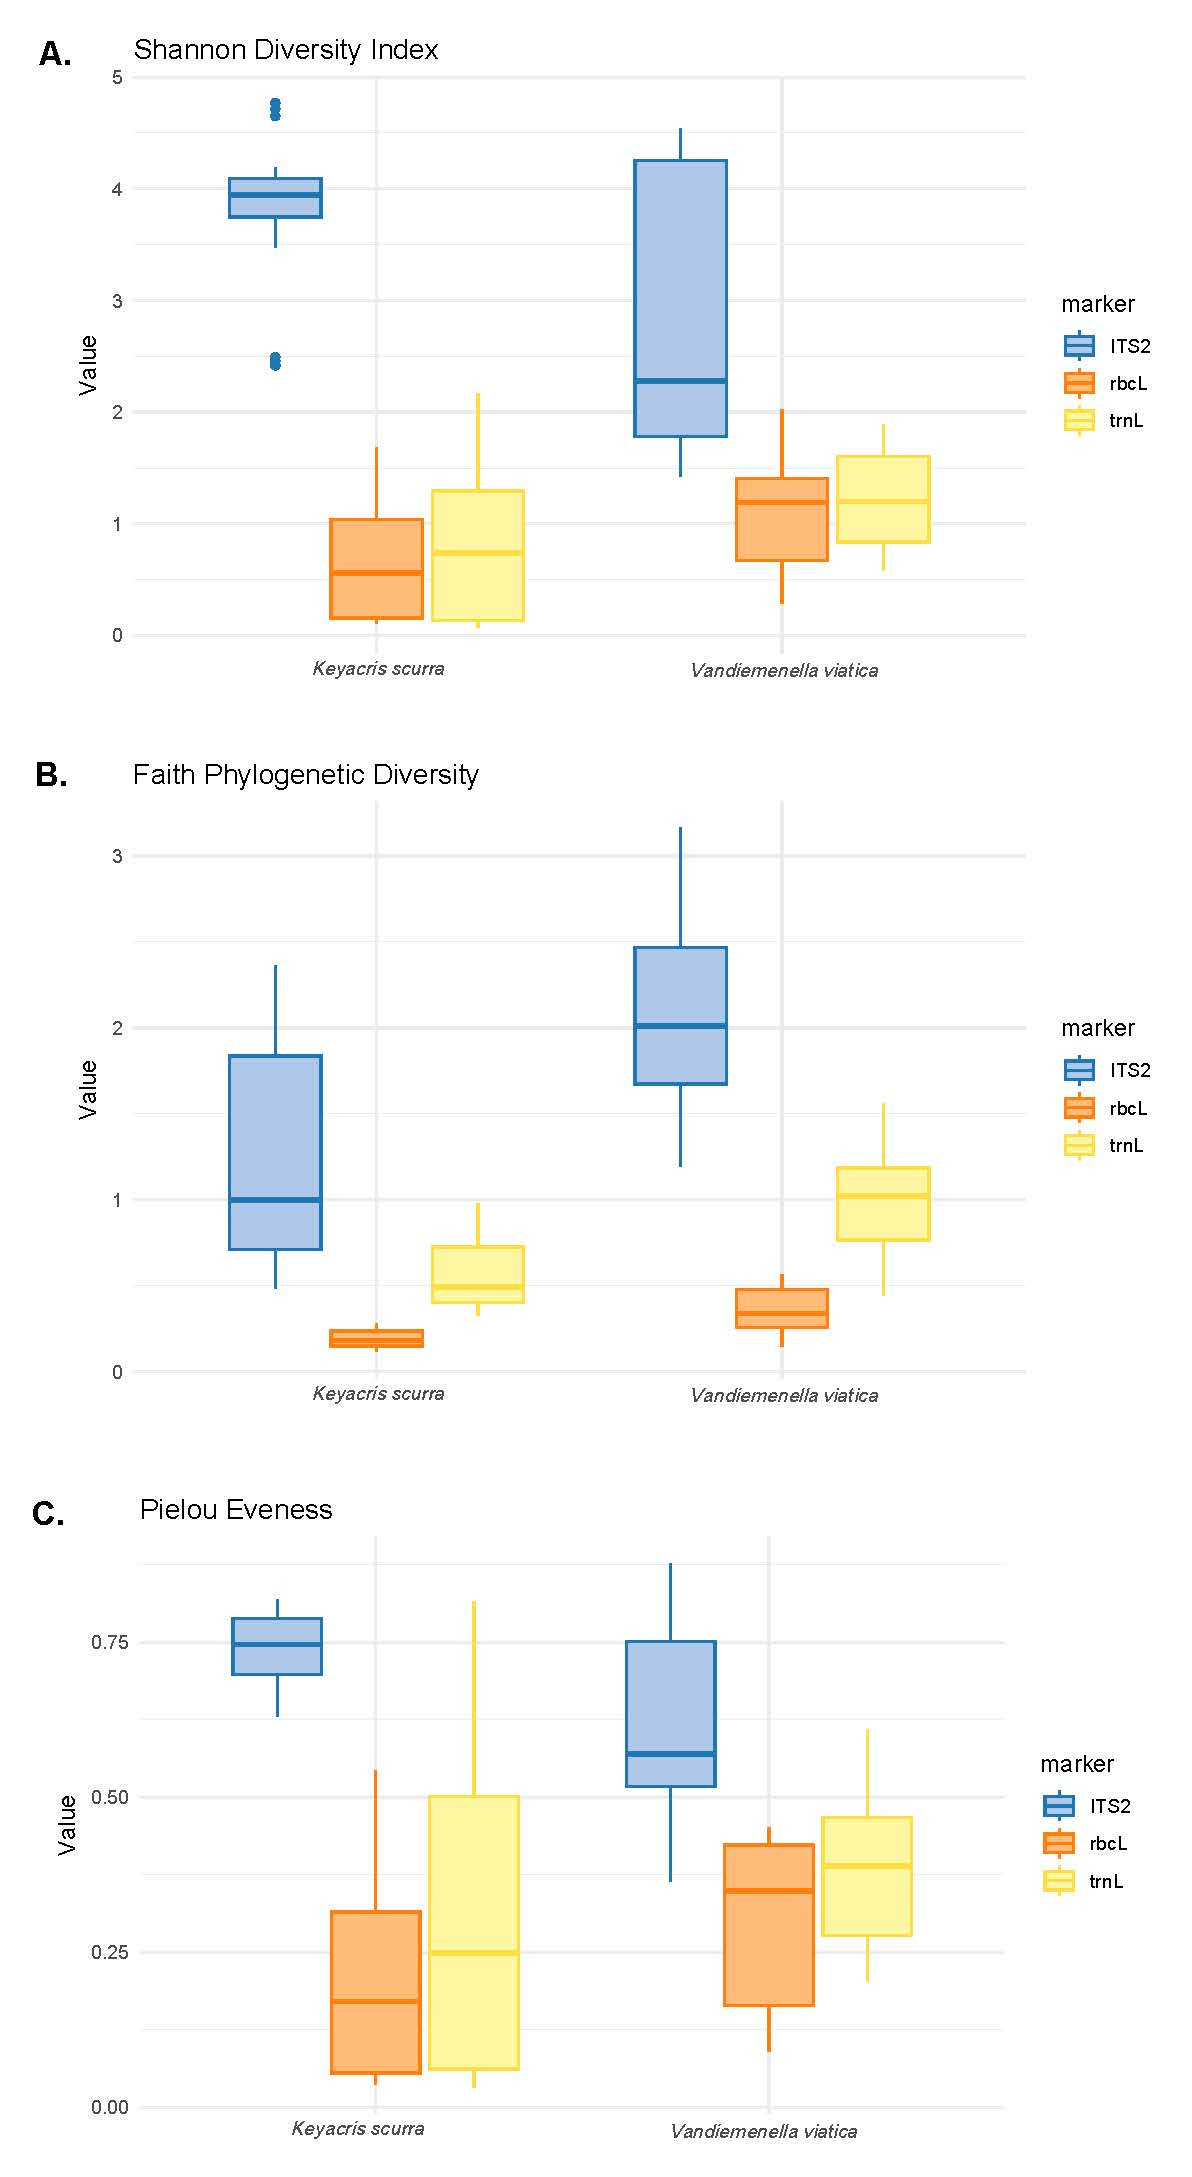 A. Shannon Diversity Index
5
4
3
2
1
0
Value
Keyacris scurra Vandiemenella viatica
marker
ITS2
rbcL
trnL
B. Faith Phylogenetic Diversity
3
2
1
0
Value
Keyacris scurra Vandiemenella viatica
marker
ITS2
rbcL
trnL
C. Pielou Eveness
0.75
0.50
0.25
0.00
Value
Keyacris scurra Vandiemenella viatica
marker
ITS2
rbcL
trnL